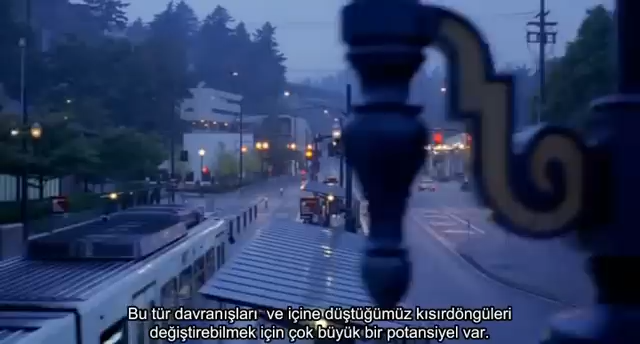 Bu tür davranışları  ve içine düştüğümüz kısırdöngüleri
değiştirebilmek için çok büyük bir potansiyel var.